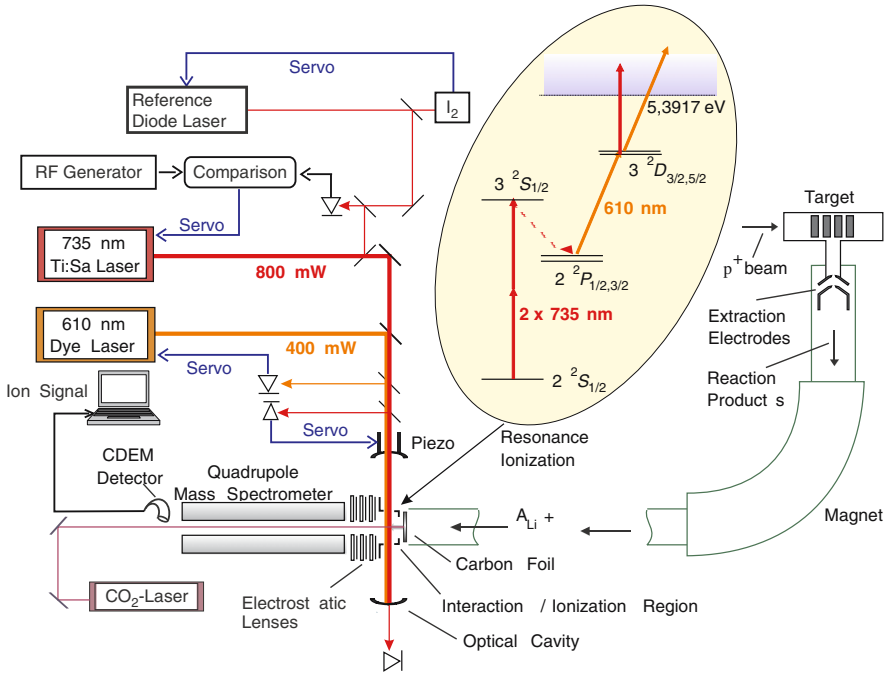 Servo
Reference
Diode Laser
I2
RF Generator
Comparison
Servo
735 nm
Ti:Sa Laser
800 mW
610 nm
Dye Laser
400 mW
Servo
Ion Signal
Servo
Piezo
CDEM
Detector
Quadrupole
Mass Spectrometer
CO2-Laser
Electrost atic
Lenses
5,3917 eV
3 2D3/2,5/2
3 2S1/2
610 nm
2 2P1/2,3/2
2 x 735 nm
2 2S1/2
Resonance
Ionization
ALi +
Carbon Foil
Interaction / Ionization Region
Optical Cavity
Target
p+ beam
Extraction
Electrodes
Reaction
Product s
Magnet